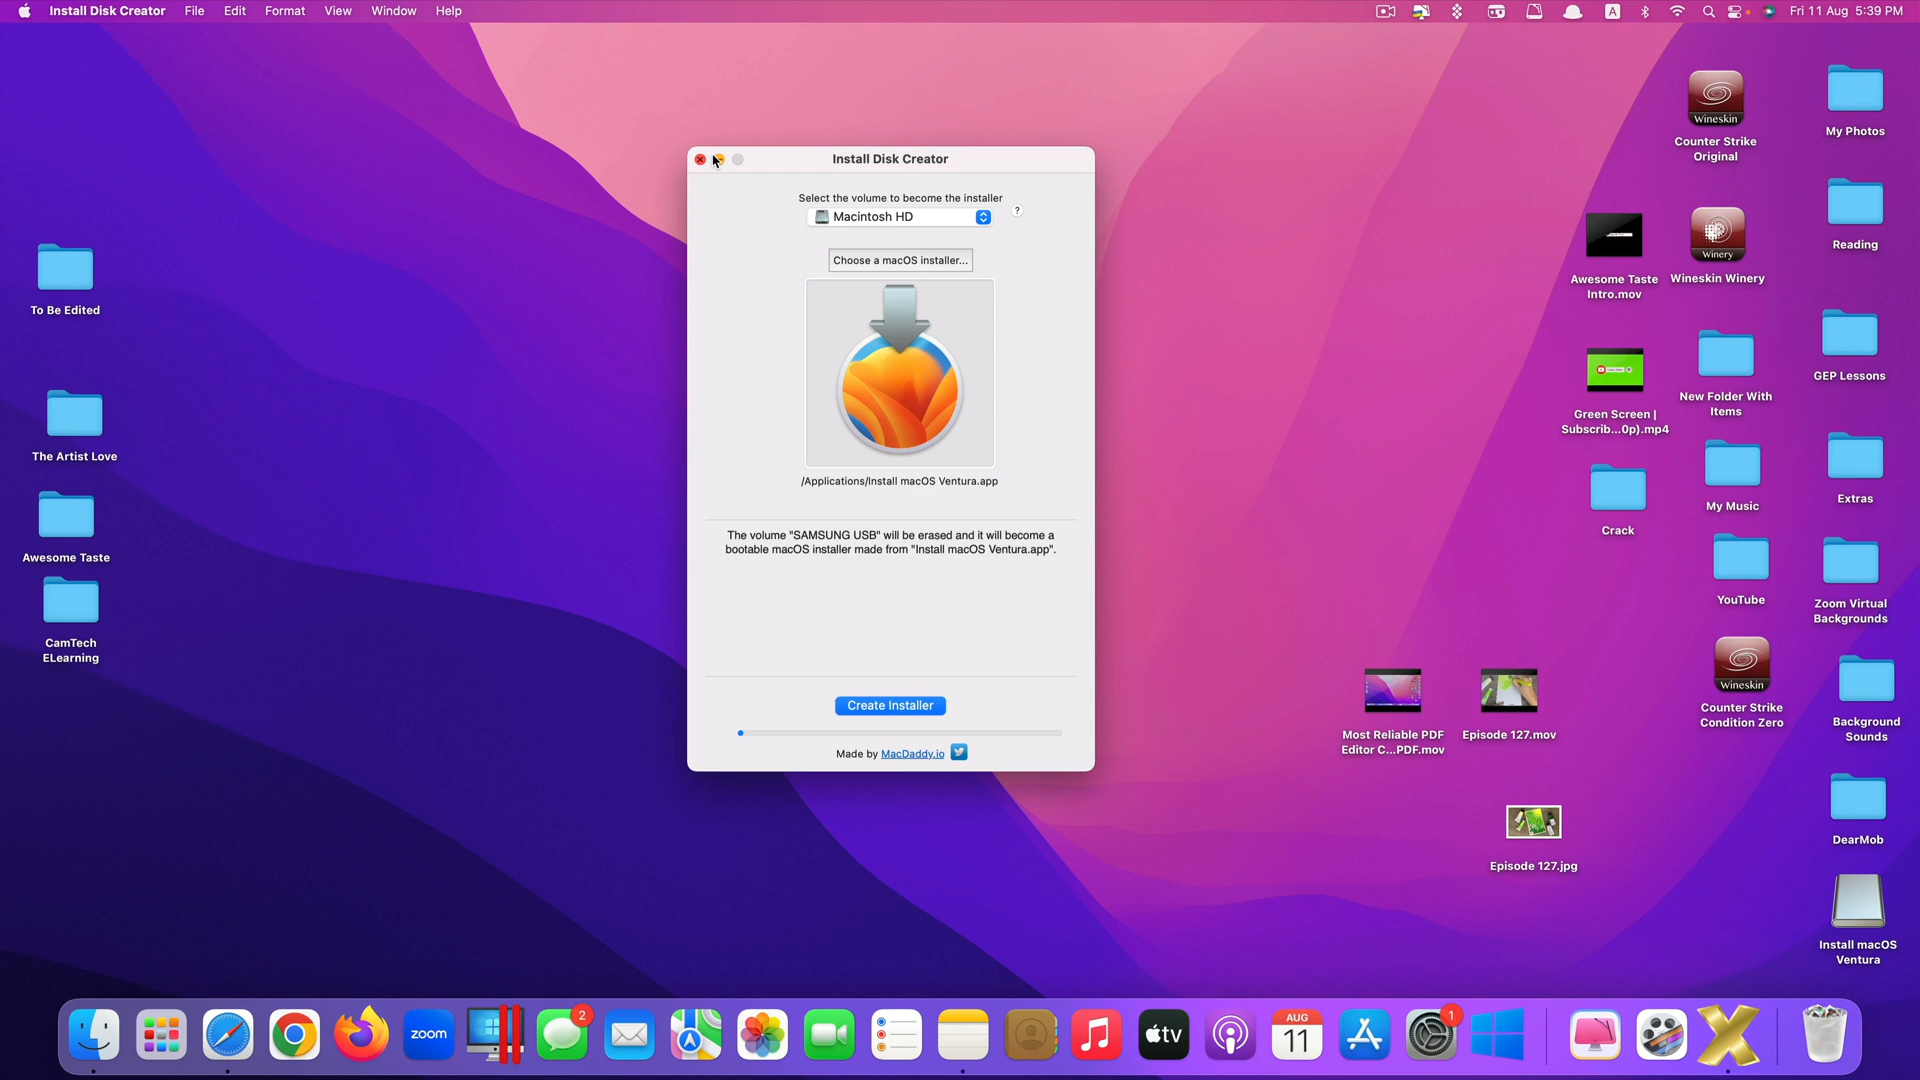 Install Disk Creator File Edit Format View Window Help
A Fri 11 Aug 5:39 PM
Install Disk Creator
Select the volume to become the installer
Macintosh HD
?
Choose a macOS installer...
/Applications/Install macOS Ventura.app
The volume "SAMSUNG USB" will be erased and it will become a
bootable macOS installer made from "Install macOS Ventura.app".
Create Installer
Made by MacDaddy.io
To Be Edited
The Artist Love
Awesome Taste
CamTech
ELearning
Wineskin
Counter Strike
Original
My Photos
Awesome Taste
Intro.mov
Winery
Wineskin Winery
Reading
Green Screen |
Subscrib...0p).mp4
New Folder With
Items
GEP Lessons
Crack
My Music
Extras
YouTube
Zoom Virtual
Backgrounds
Most Reliable PDF
Editor C...PDF.mov
Episode 127.mov
Wineskin
Counter Strike
Condition Zero
Background
Sounds
Episode 127.jpg
DearMob
Install macOS
Ventura
zoom
2
tv
AUG
11
1